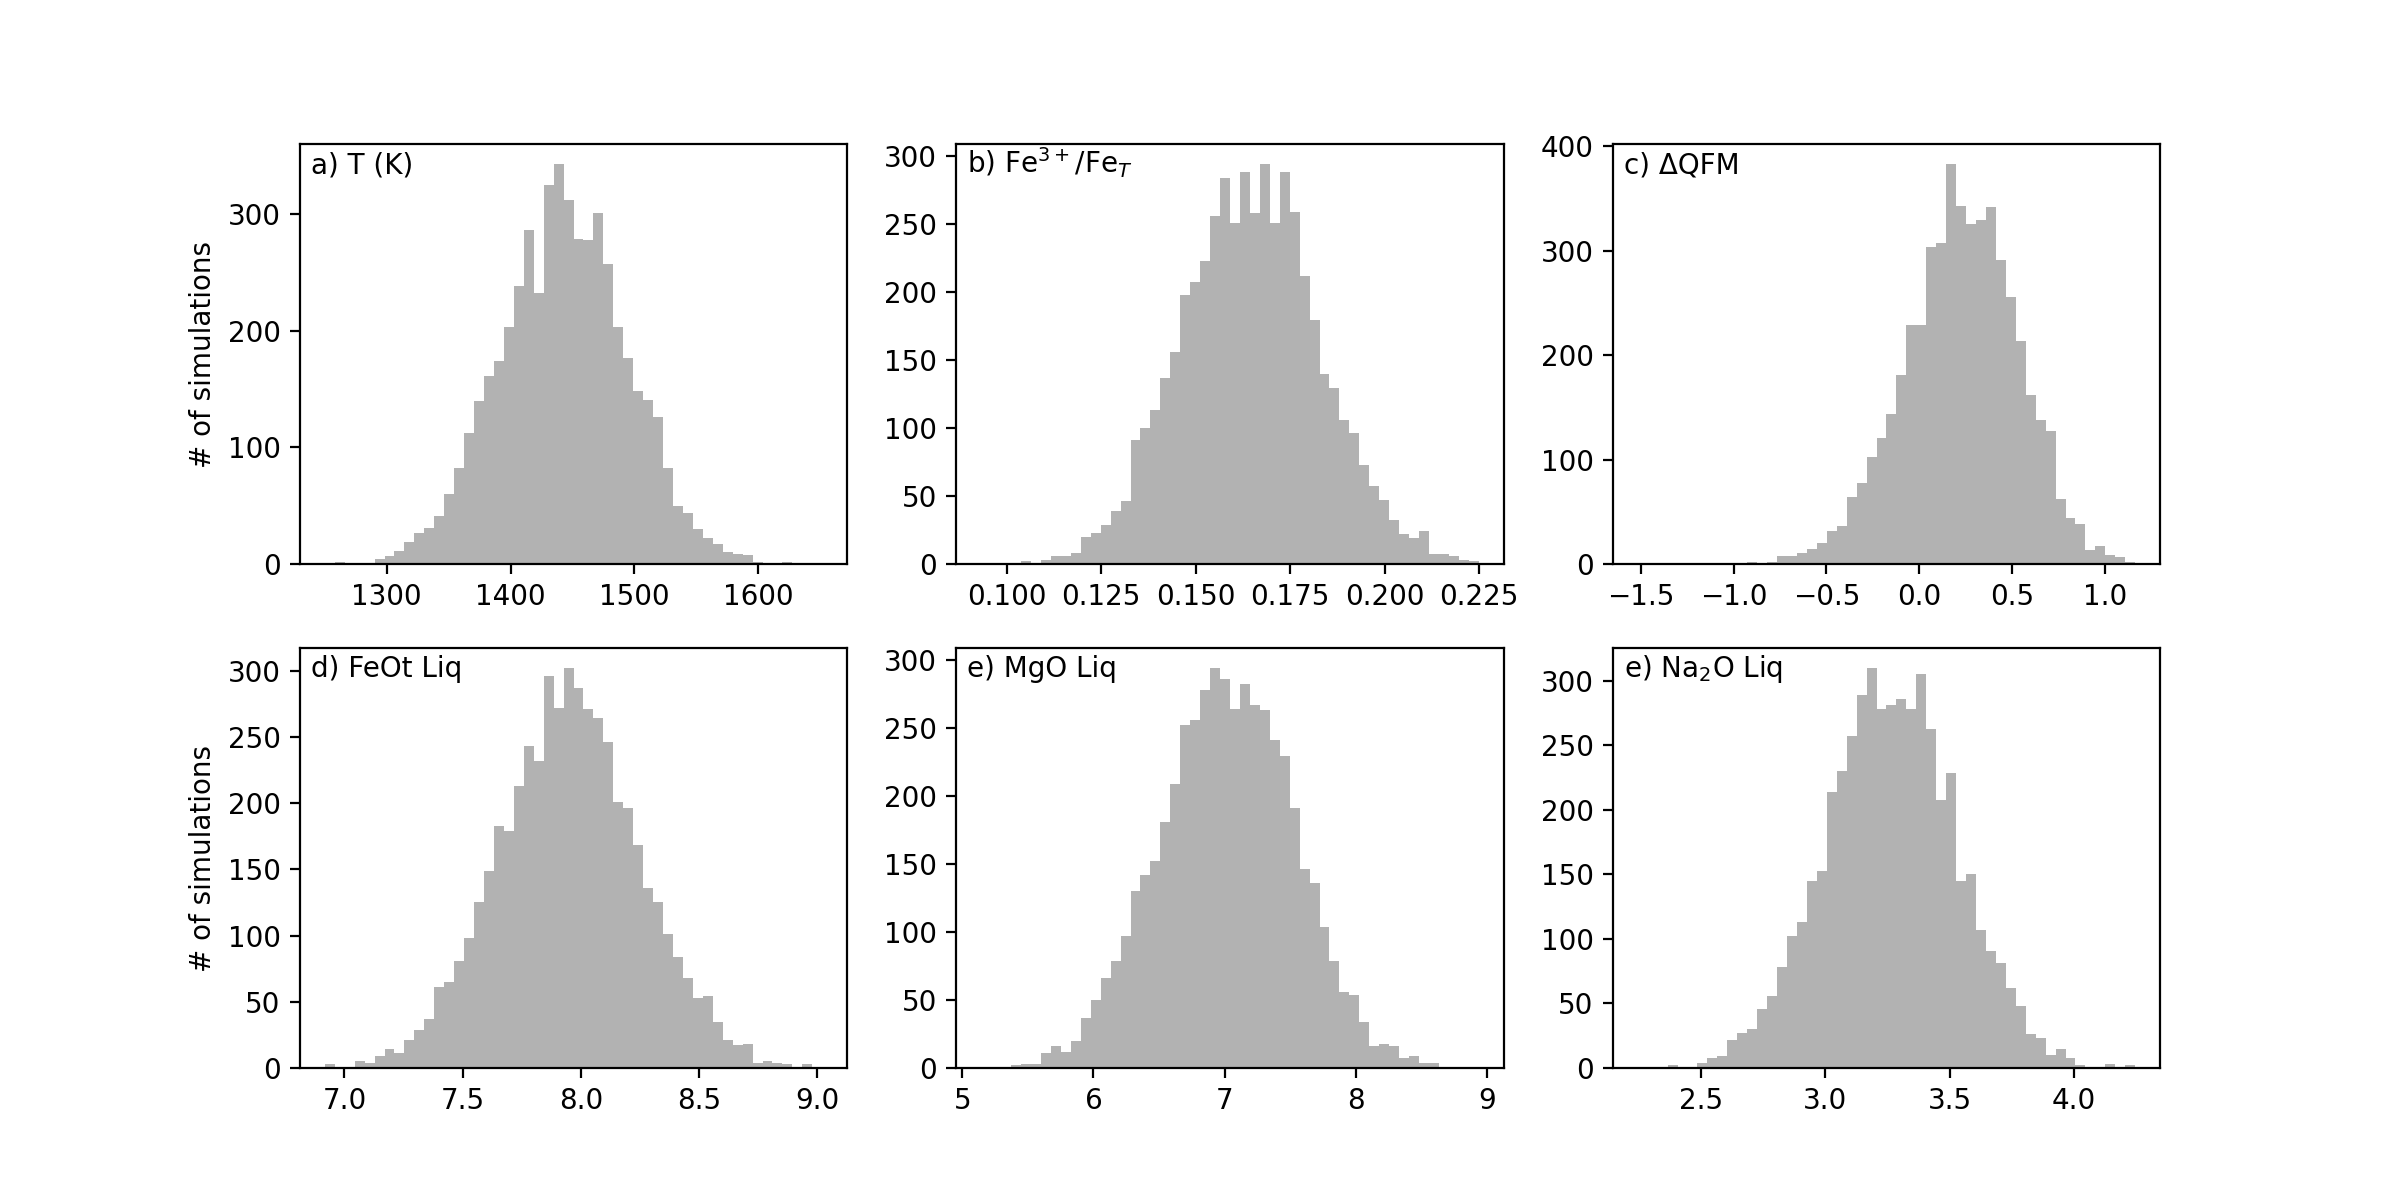 a) T (K)
# of simulations
300
200
100
0
1300 1400 1500 1600
b) Fe³⁺/Fe_T
300
250
200
150
100
50
0
0.100 0.125 0.150 0.175 0.200 0.225
c) ΔQFM
400
300
200
100
0
−1.5 −1.0 −0.5 0.0 0.5 1.0
d) FeOt Liq
# of simulations
300
250
200
150
100
50
0
7.0 7.5 8.0 8.5 9.0
e) MgO Liq
300
250
200
150
100
50
0
5 6 7 8 9
e) Na₂O Liq
300
250
200
150
100
50
0
2.5 3.0 3.5 4.0